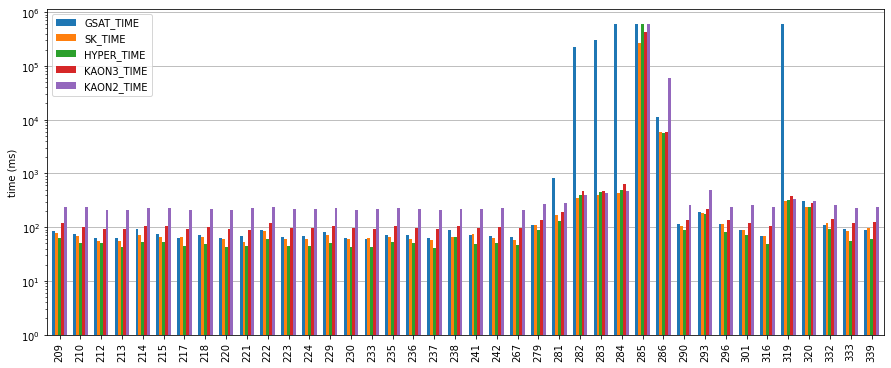 GSAT_TIME
SK_TIME
HYPER_TIME
KAON3_TIME
KAON2_TIME
time (ms)
10⁶
10⁵
10⁴
10³
10²
10¹
10⁰
209 210 212 213 214 215 217 218 220 221 222 223 224 229 230 233 235 236 237 238 241 242 267 279 281 282 283 284 285 286 290 293 296 301 316 319 320 332 333 339